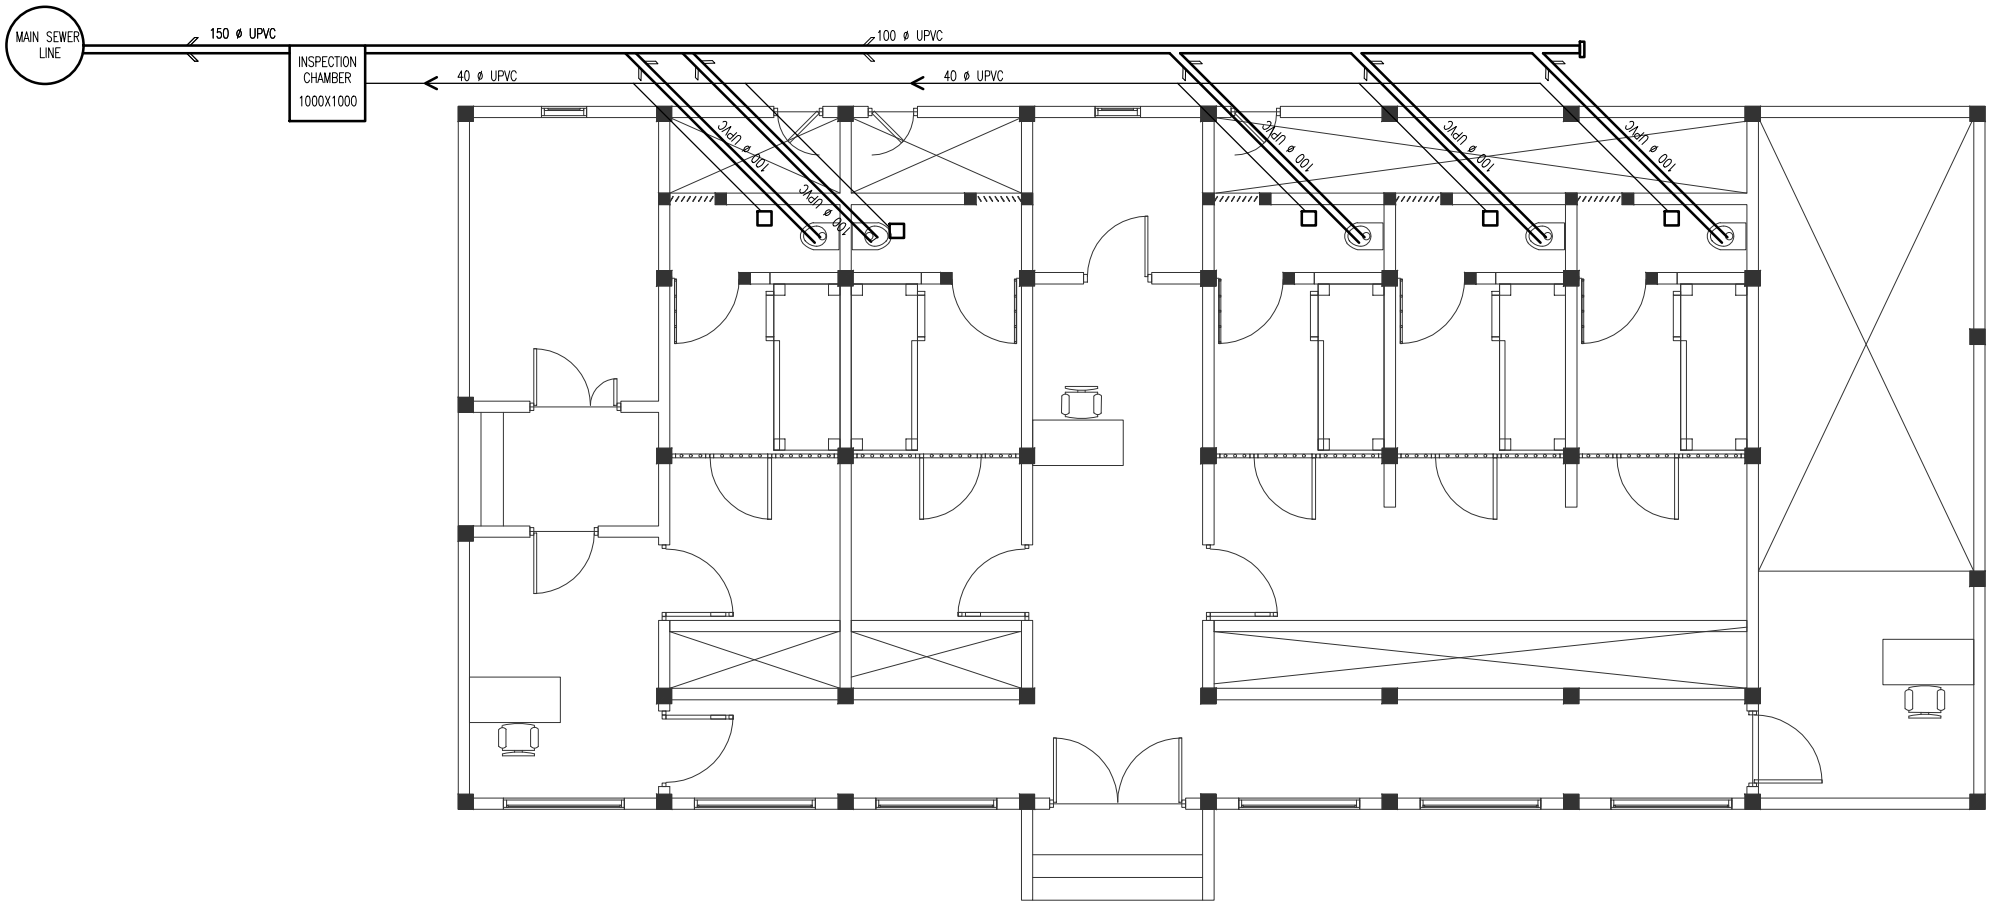 MAIN SEWER
LINE
150 ø UPVC
INSPECTION
CHAMBER
1000X1000
100 ø UPVC
40 ø UPVC
40 ø UPVC
100 ø UPVC
100 ø UPVC
100 ø UPVC
100 ø UPVC
100 ø UPVC